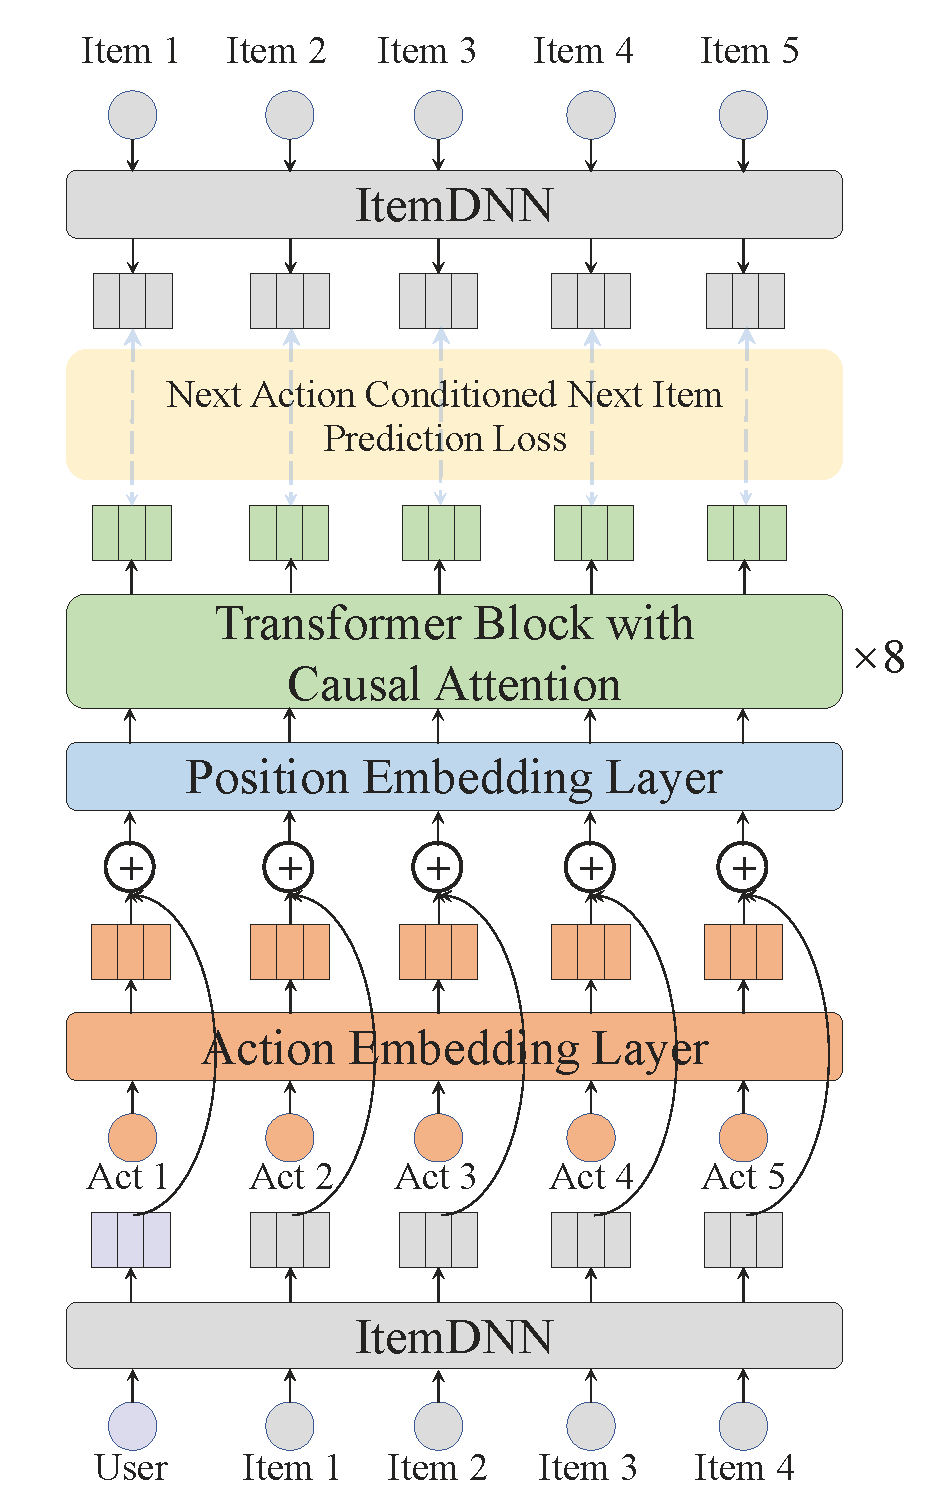 Item 1 Item 2 Item 3 Item 4 Item 5
ItemDNN
Next Action Conditioned Next Item
Prediction Loss
Transformer Block with
Causal Attention
×8
Position Embedding Layer
+ + + + +
Action Embedding Layer
Act 1 Act 2 Act 3 Act 4 Act 5
ItemDNN
User Item 1 Item 2 Item 3 Item 4